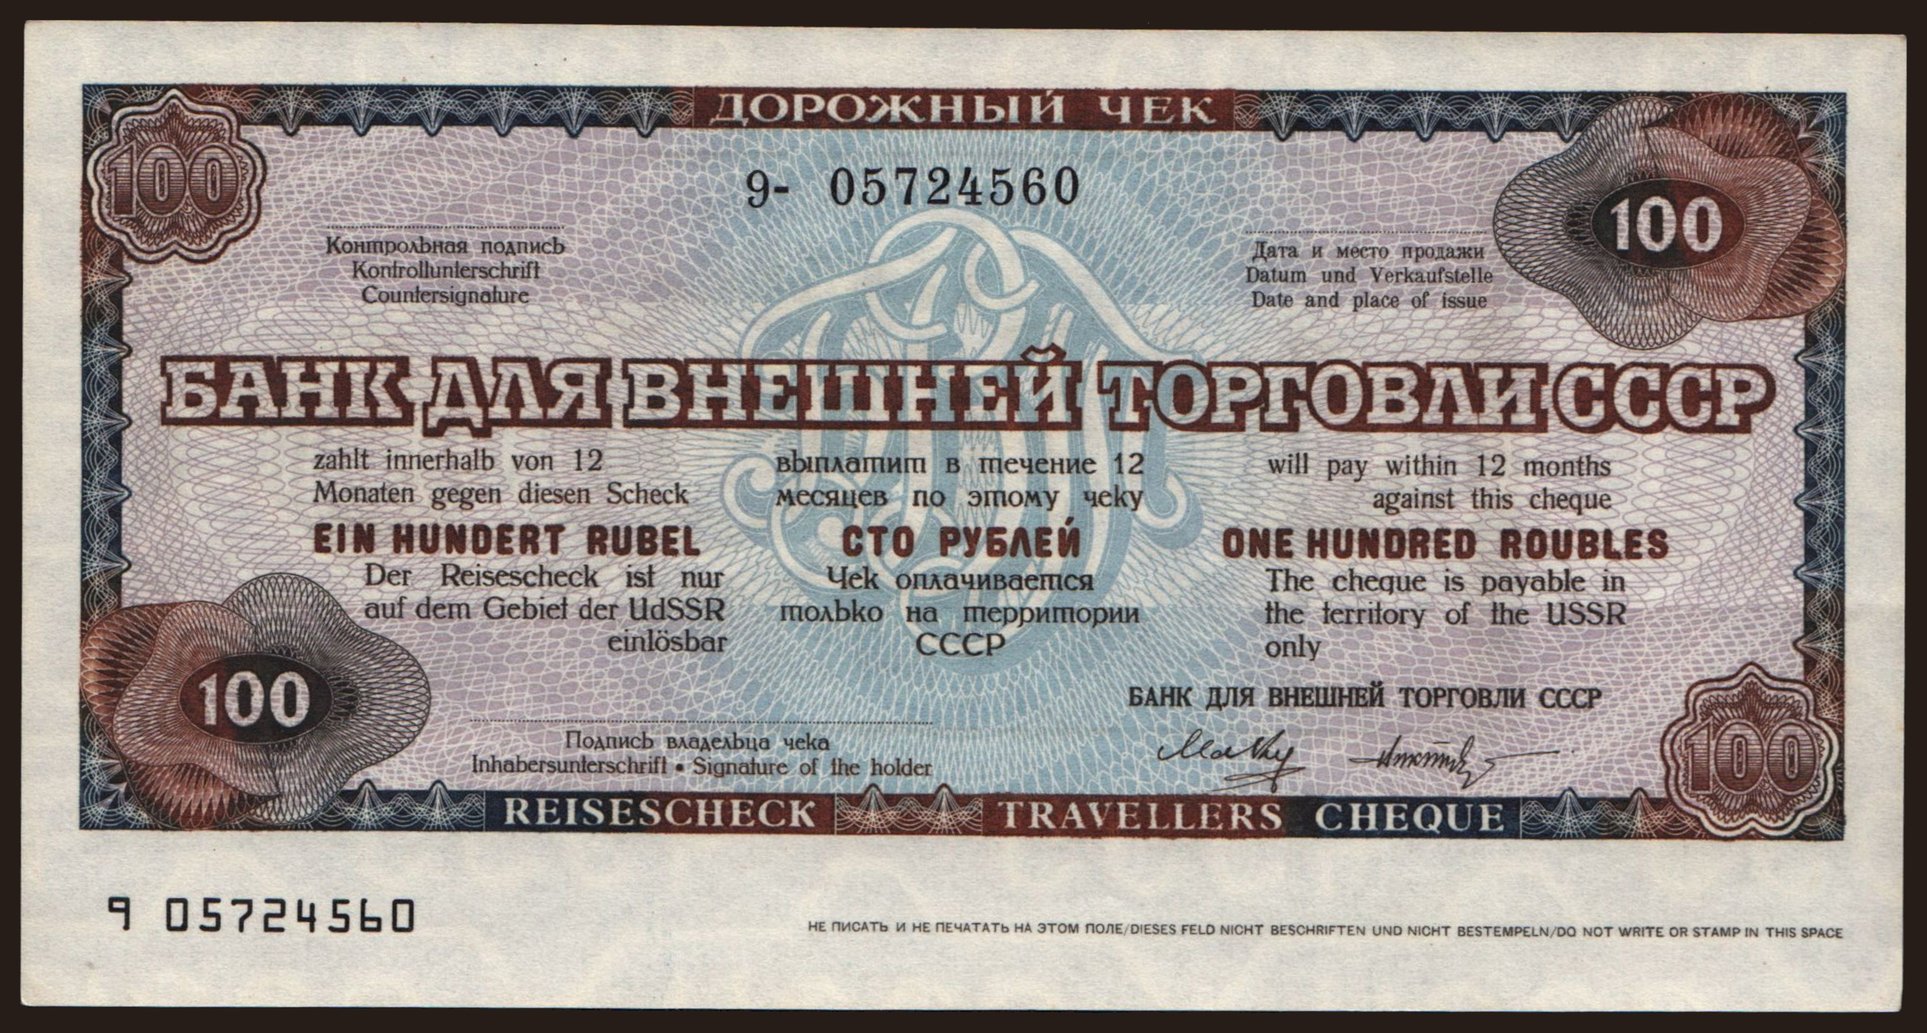 ДОРОЖНЫЙ ЧЕК
100
9- 05724560
100
Контрольная подпись
Kontrollunterschrift
Countersignature
Дата и место продажи
Datum und Verkaufstelle
Date and place of issue
БАНК ДЛЯ ВНЕШНЕЙ ТОРГОВЛИ СССР
zahlt innerhalb von 12
Monaten gegen diesen Scheck
EIN HUNDERT RUBEL
Der Reisescheck ist nur
auf dem Gebiet der UdSSR
einlösbar
выплатит в течение 12
месяцев по этому чеку
СТО РУБЛЕЙ
Чек оплачивается
только на территории
СССР
will pay within 12 months
against this cheque
ONE HUNDRED ROUBLES
The cheque is payable in
the territory of the USSR
only
100
БАНК ДЛЯ ВНЕШНЕЙ ТОРГОВЛИ СССР
Подпись владельца чека
Inhabersunterschrift • Signature of the holder
100
REISESCHECK TRAVELLERS CHEQUE
9 05724560
НЕ ПИСАТЬ И НЕ ПЕЧАТАТЬ НА ЭТОМ ПОЛЕ/DIESES FELD NICHT BESCHRIFTEN UND NICHT BESTEMPELN/DO NOT WRITE OR STAMP IN THIS SPACE